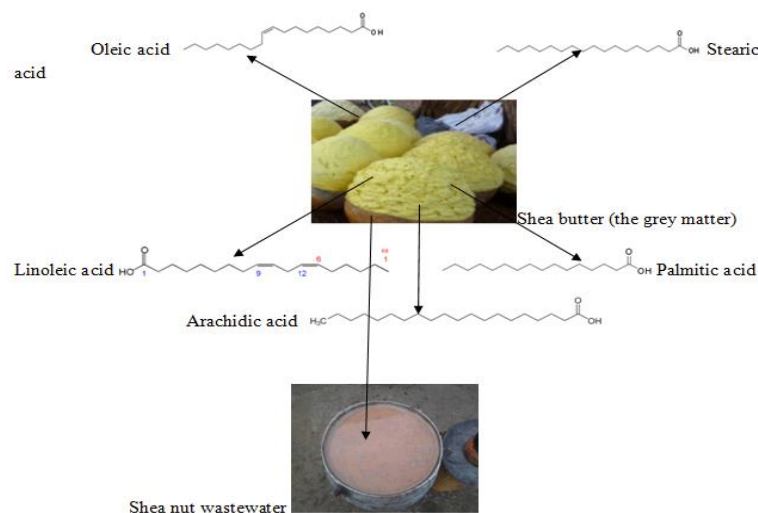 Oleic acid
O
OH
O
OH
Stearic
acid
Shea butter (the grey matter)
Linoleic acid
O
HO
1
9
12
6
ω
1
O
OH
Palmitic acid
Arachidic acid
H₃C
O
OH
Shea nut wastewater